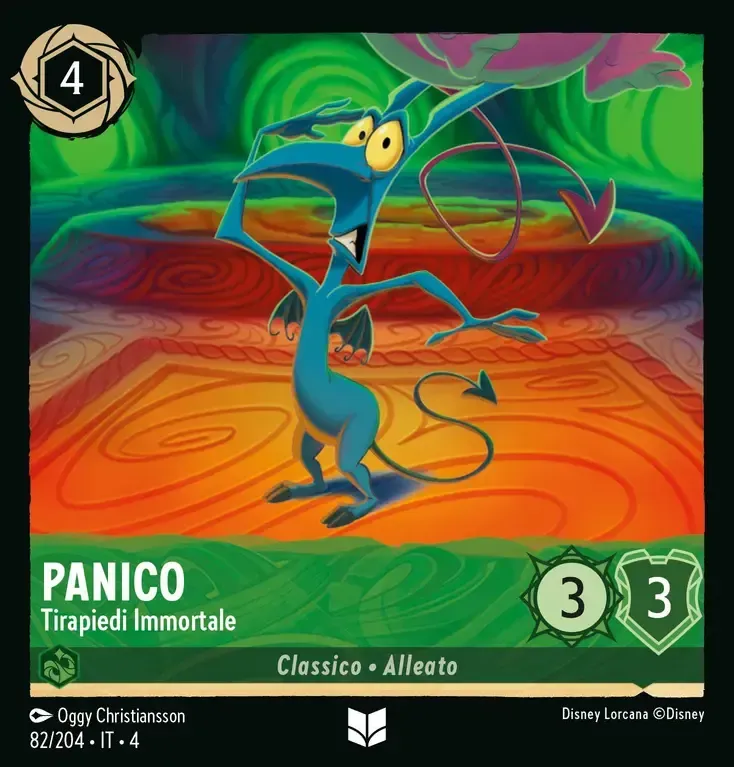 4
PANICO
Tirapiedi Immortale
3
3
Classico • Alleato
Oggy Christiansson
Disney Lorcana ©Disney
82/204 • IT • 4